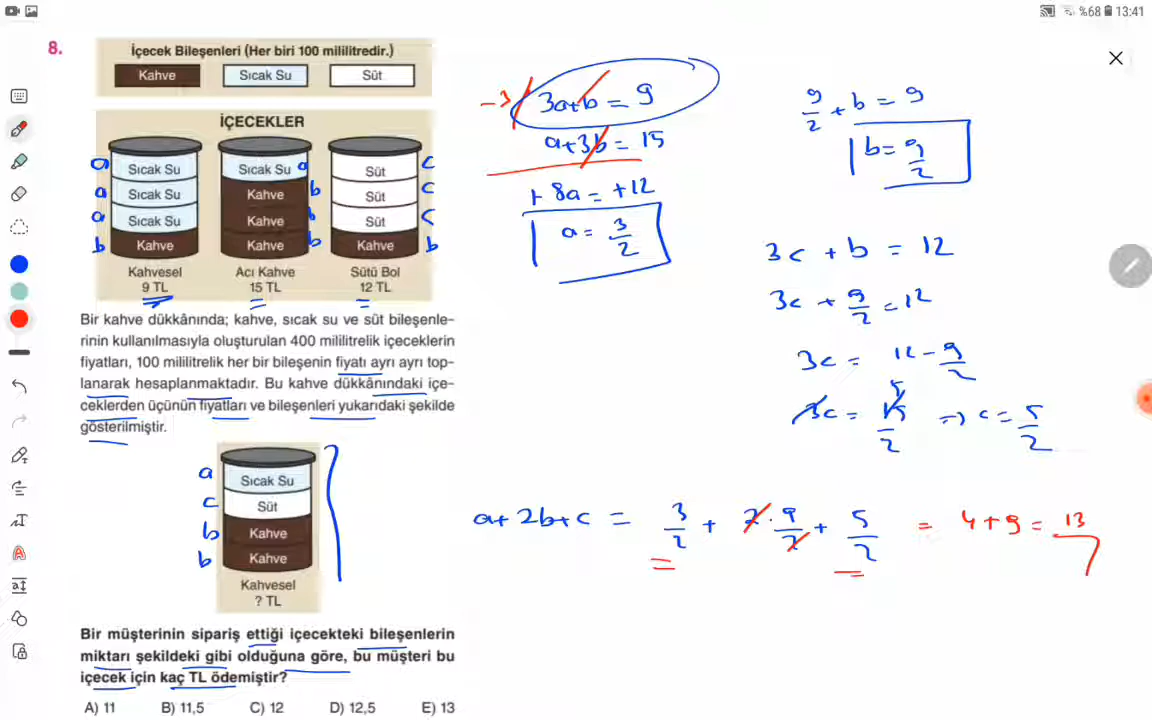 %68 13:41
8.
İçecek Bileşenleri (Her biri 100 mililitredir.)
Kahve Sıcak Su Süt
İÇECEKLER
a Sıcak Su
a Sıcak Su
a Sıcak Su
b Kahve
Kahvesel
9 TL
Sıcak Su a
Kahve b
Kahve b
Kahve b
Acı Kahve
15 TL
Süt c
Süt c
Süt c
Kahve b
Sütü Bol
12 TL
Bir kahve dükkânında; kahve, sıcak su ve süt bileşenle-
rinin kullanılmasıyla oluşturulan 400 mililitrelik içeceklerin
fiyatları, 100 mililitrelik her bir bileşenin fiyatı ayrı ayrı top-
lanarak hesaplanmaktadır. Bu kahve dükkânındaki içe-
ceklerden üçünün fiyatları ve bileşenleri yukarıdaki şekilde
gösterilmiştir.
a Sıcak Su
c Süt
b Kahve
b Kahve
Kahvesel
? TL
Bir müşterinin sipariş ettiği içecekteki bileşenlerin
miktarı şekildeki gibi olduğuna göre, bu müşteri bu
içecek için kaç TL ödemiştir?
A) 11 B) 11,5 C) 12 D) 12,5 E) 13
-3/ 3a+b = 9
a+3b = 15
+8a = +12
a = 3/2
9/2 + b = 9
b = 9/2
3c + b = 12
3c + 9/2 = 12
3c = 12 - 9/2
3c = 15/2 5 => c = 5/2
a+2b+c = 3/2 + 2·9/2 + 5/2 = 4+9 = 13